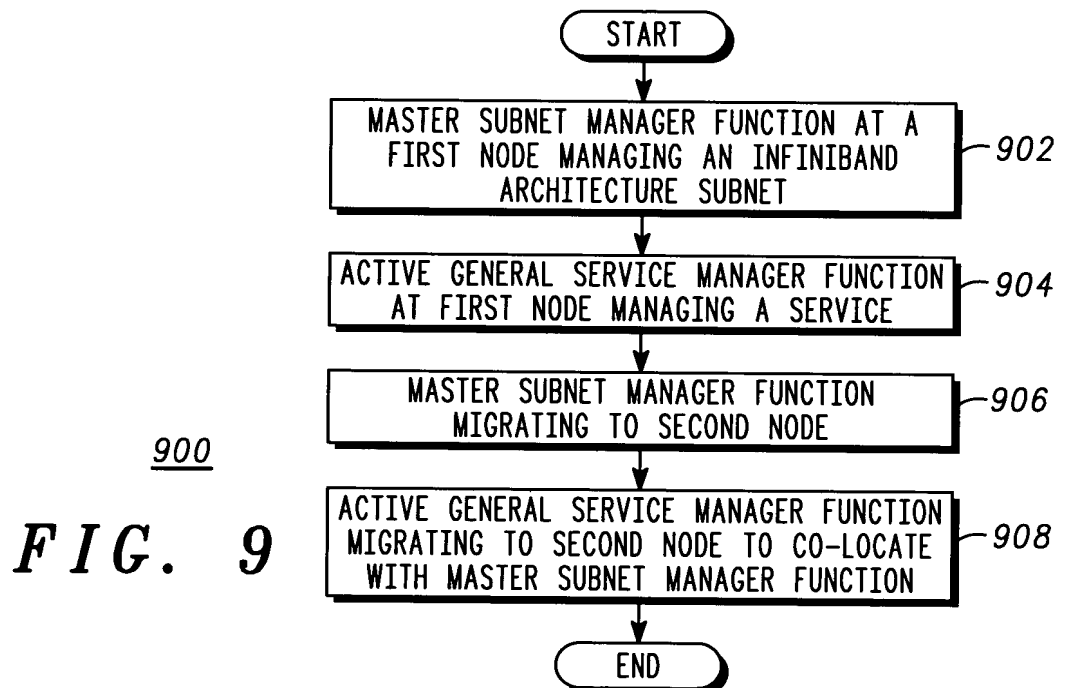 START
MASTER SUBNET MANAGER FUNCTION AT A
FIRST NODE MANAGING AN INFINIBAND
ARCHITECTURE SUBNET
902
ACTIVE GENERAL SERVICE MANAGER FUNCTION
AT FIRST NODE MANAGING A SERVICE
904
MASTER SUBNET MANAGER FUNCTION
MIGRATING TO SECOND NODE
906
ACTIVE GENERAL SERVICE MANAGER FUNCTION
MIGRATING TO SECOND NODE TO CO-LOCATE
WITH MASTER SUBNET MANAGER FUNCTION
908
END
900
FIG. 9